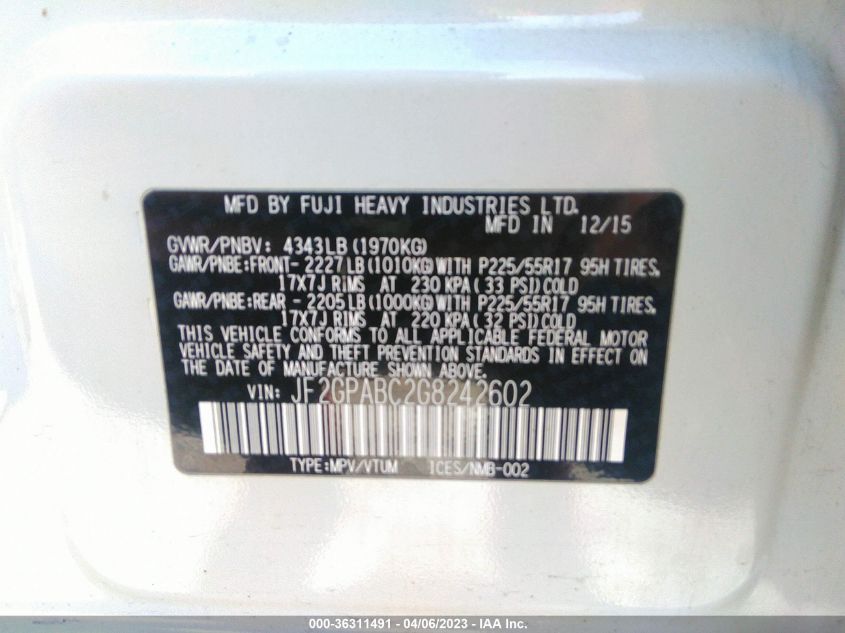 MFD BY FUJI HEAVY INDUSTRIES LTD.
MFD IN 12/15
GVWR/PNBV: 4343LB (1970KG)
GAWR/PNBE:FRONT- 2227LB (1010KG) WITH P225/55R17 95H TIRES,
17X7J RIMS AT 230 KPA (33 PSI) COLD
GAWR/PNBE:REAR - 2205LB (1000KG) WITH P225/55R17 95H TIRES,
17X7J RIMS AT 220 KPA (32 PSI) COLD
THIS VEHICLE CONFORMS TO ALL APPLICABLE FEDERAL MOTOR
VEHICLE SAFETY AND THEFT PREVENTION STANDARDS IN EFFECT ON
THE DATE OF MANUFACTURE SHOWN ABOVE.
VIN: JF2GPABC2G8242602
TYPE:MPV/VTUM ICES/NMB-002
000-36311491 - 04/06/2023 - IAA Inc.